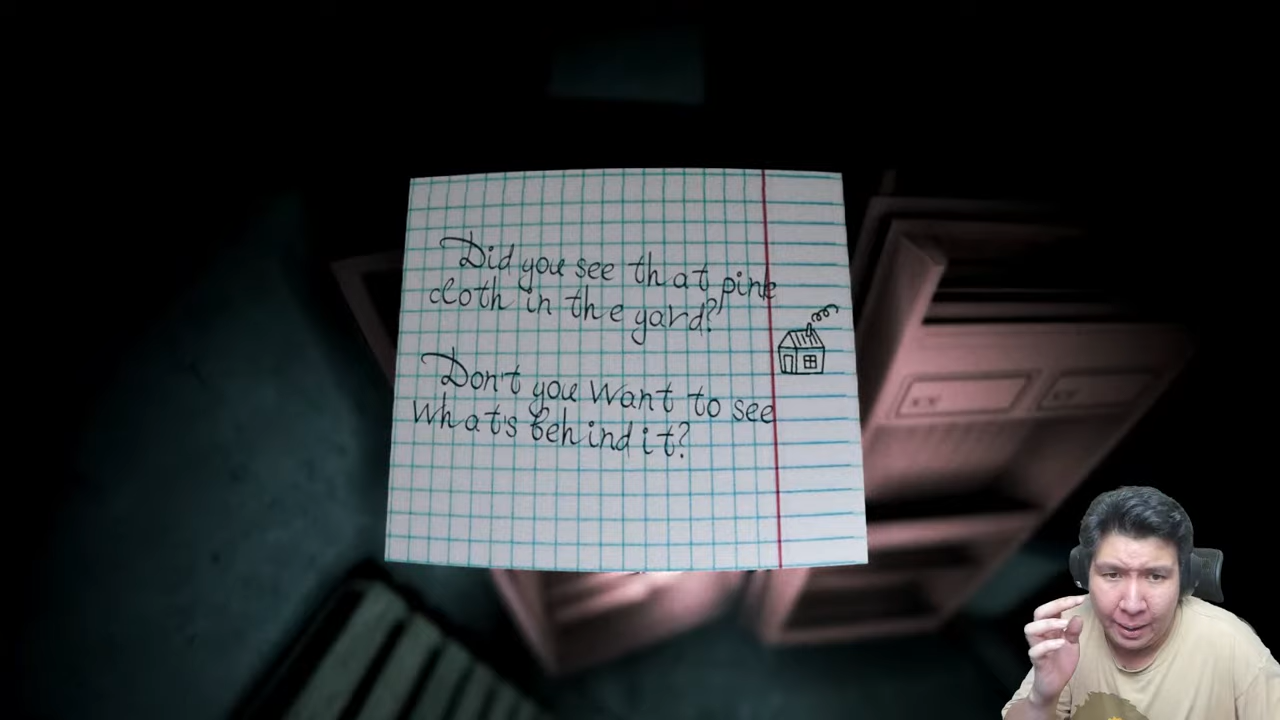 Did you see that pink
cloth in the yard?
Don't you want to see
what's behind it?